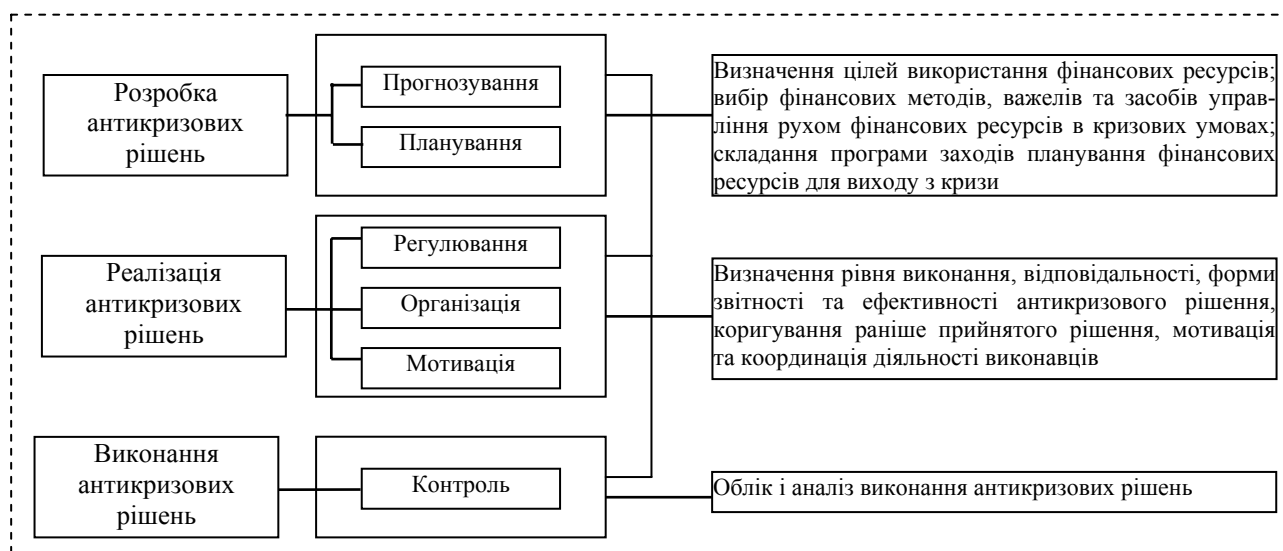 Розробка
антикризових
рішень
Прогнозування
Планування
Визначення цілей використання фінансових ресурсів;
вибір фінансових методів, важелів та засобів управ-
ління рухом фінансових ресурсів в кризових умовах;
складання програми заходів планування фінансових
ресурсів для виходу з кризи
Реалізація
антикризових
рішень
Регулювання
Організація
Мотивація
Визначення рівня виконання, відповідальності, форми
звітності та ефективності антикризового рішення,
коригування раніше прийнятого рішення, мотивація
та координація діяльності виконавців
Виконання
антикризових
рішень
Контроль
Облік і аналіз виконання антикризових рішень